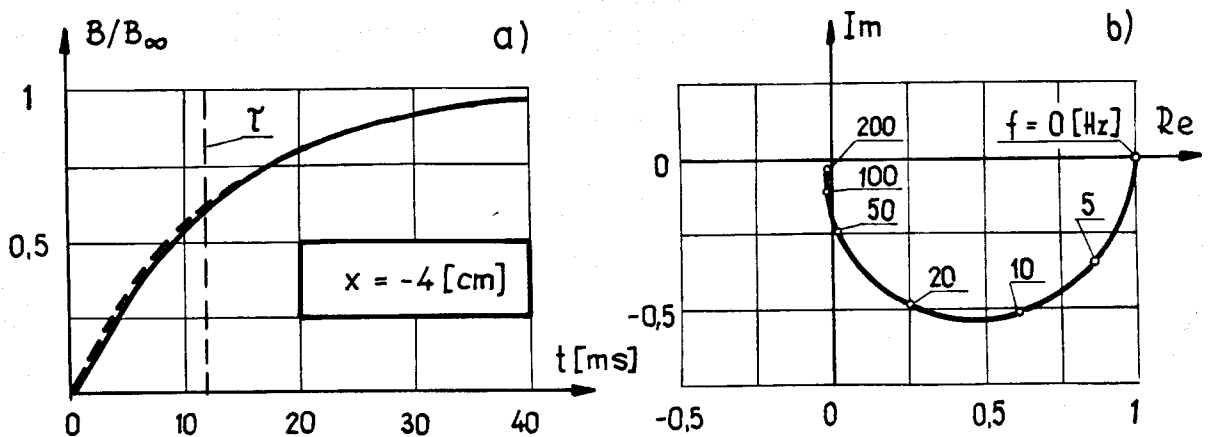 B/B∞
a)
1
τ
0,5
x = -4 [cm]
t [ms]
0 10 20 30 40
Im
b)
f = 0 [Hz]
Re
200
0
100
50
5
20
10
-0,5
-0,5 0 0,5 1